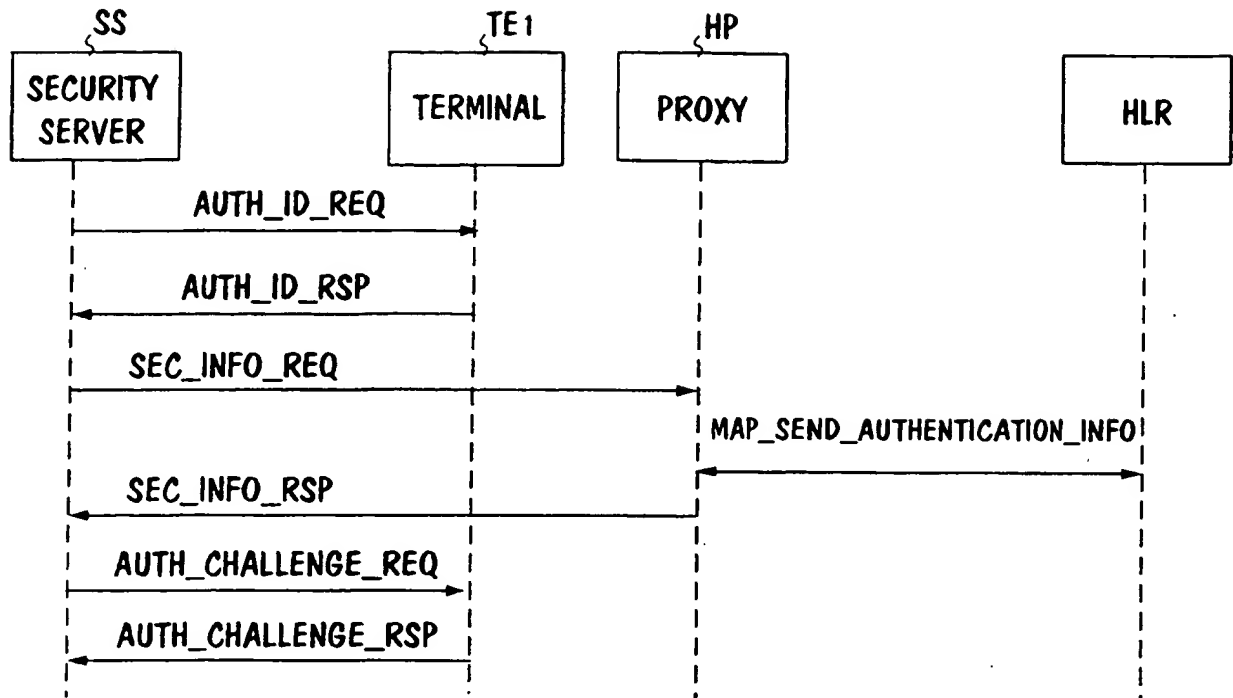 SS
TE1
HP
SECURITY
SERVER
TERMINAL
PROXY
HLR
AUTH_ID_REQ
AUTH_ID_RSP
SEC_INFO_REQ
MAP_SEND_AUTHENTICATION_INFO
SEC_INFO_RSP
AUTH_CHALLENGE_REQ
AUTH_CHALLENGE_RSP